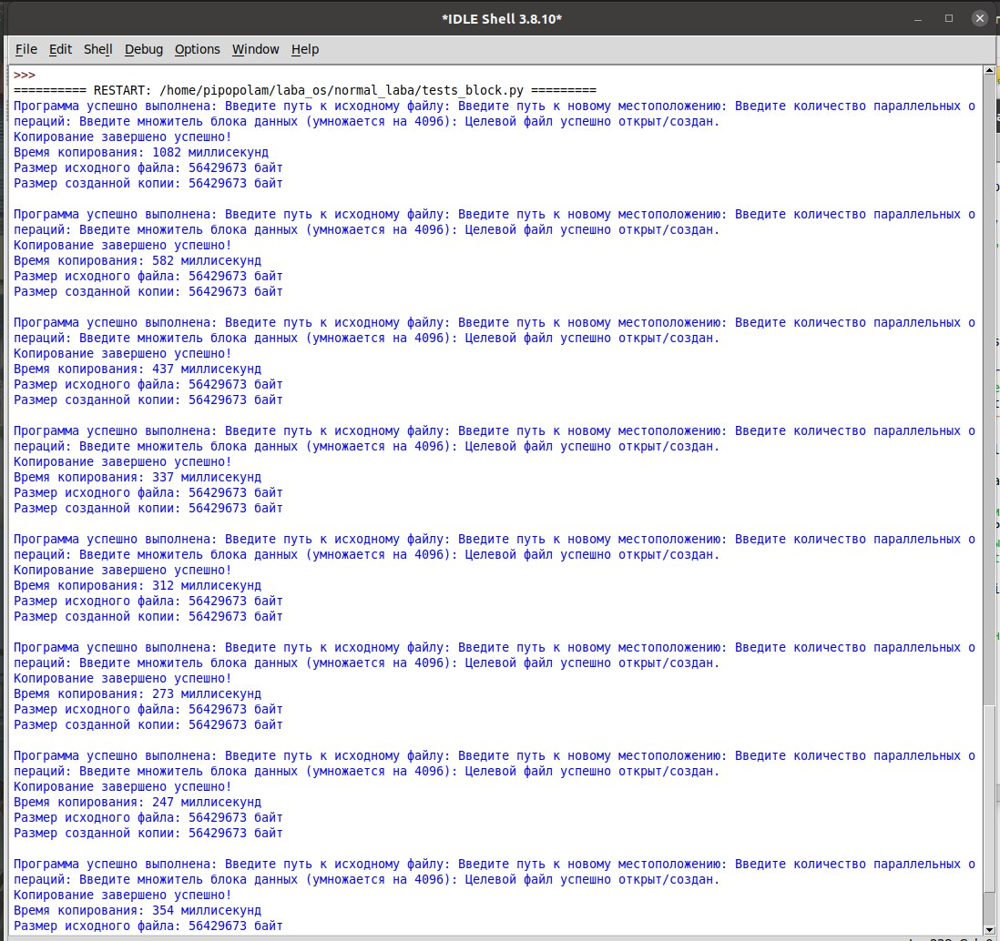 *IDLE Shell 3.8.10*
File Edit Shell Debug Options Window Help
>>>
========== RESTART: /home/pipopolam/laba_os/normal_laba/tests_block.py =========
Программа успешно выполнена: Введите путь к исходному файлу: Введите путь к новому местоположению: Введите количество параллельных о
пераций: Введите множитель блока данных (умножается на 4096): Целевой файл успешно открыт/создан.
Копирование завершено успешно!
Время копирования: 1082 миллисекунд
Размер исходного файла: 56429673 байт
Размер созданной копии: 56429673 байт
Программа успешно выполнена: Введите путь к исходному файлу: Введите путь к новому местоположению: Введите количество параллельных о
пераций: Введите множитель блока данных (умножается на 4096): Целевой файл успешно открыт/создан.
Копирование завершено успешно!
Время копирования: 582 миллисекунд
Размер исходного файла: 56429673 байт
Размер созданной копии: 56429673 байт
Программа успешно выполнена: Введите путь к исходному файлу: Введите путь к новому местоположению: Введите количество параллельных о
пераций: Введите множитель блока данных (умножается на 4096): Целевой файл успешно открыт/создан.
Копирование завершено успешно!
Время копирования: 437 миллисекунд
Размер исходного файла: 56429673 байт
Размер созданной копии: 56429673 байт
Программа успешно выполнена: Введите путь к исходному файлу: Введите путь к новому местоположению: Введите количество параллельных о
пераций: Введите множитель блока данных (умножается на 4096): Целевой файл успешно открыт/создан.
Копирование завершено успешно!
Время копирования: 337 миллисекунд
Размер исходного файла: 56429673 байт
Размер созданной копии: 56429673 байт
Программа успешно выполнена: Введите путь к исходному файлу: Введите путь к новому местоположению: Введите количество параллельных о
пераций: Введите множитель блока данных (умножается на 4096): Целевой файл успешно открыт/создан.
Копирование завершено успешно!
Время копирования: 312 миллисекунд
Размер исходного файла: 56429673 байт
Размер созданной копии: 56429673 байт
Программа успешно выполнена: Введите путь к исходному файлу: Введите путь к новому местоположению: Введите количество параллельных о
пераций: Введите множитель блока данных (умножается на 4096): Целевой файл успешно открыт/создан.
Копирование завершено успешно!
Время копирования: 273 миллисекунд
Размер исходного файла: 56429673 байт
Размер созданной копии: 56429673 байт
Программа успешно выполнена: Введите путь к исходному файлу: Введите путь к новому местоположению: Введите количество параллельных о
пераций: Введите множитель блока данных (умножается на 4096): Целевой файл успешно открыт/создан.
Копирование завершено успешно!
Время копирования: 247 миллисекунд
Размер исходного файла: 56429673 байт
Размер созданной копии: 56429673 байт
Программа успешно выполнена: Введите путь к исходному файлу: Введите путь к новому местоположению: Введите количество параллельных о
пераций: Введите множитель блока данных (умножается на 4096): Целевой файл успешно открыт/создан.
Копирование завершено успешно!
Время копирования: 354 миллисекунд
Размер исходного файла: 56429673 байт